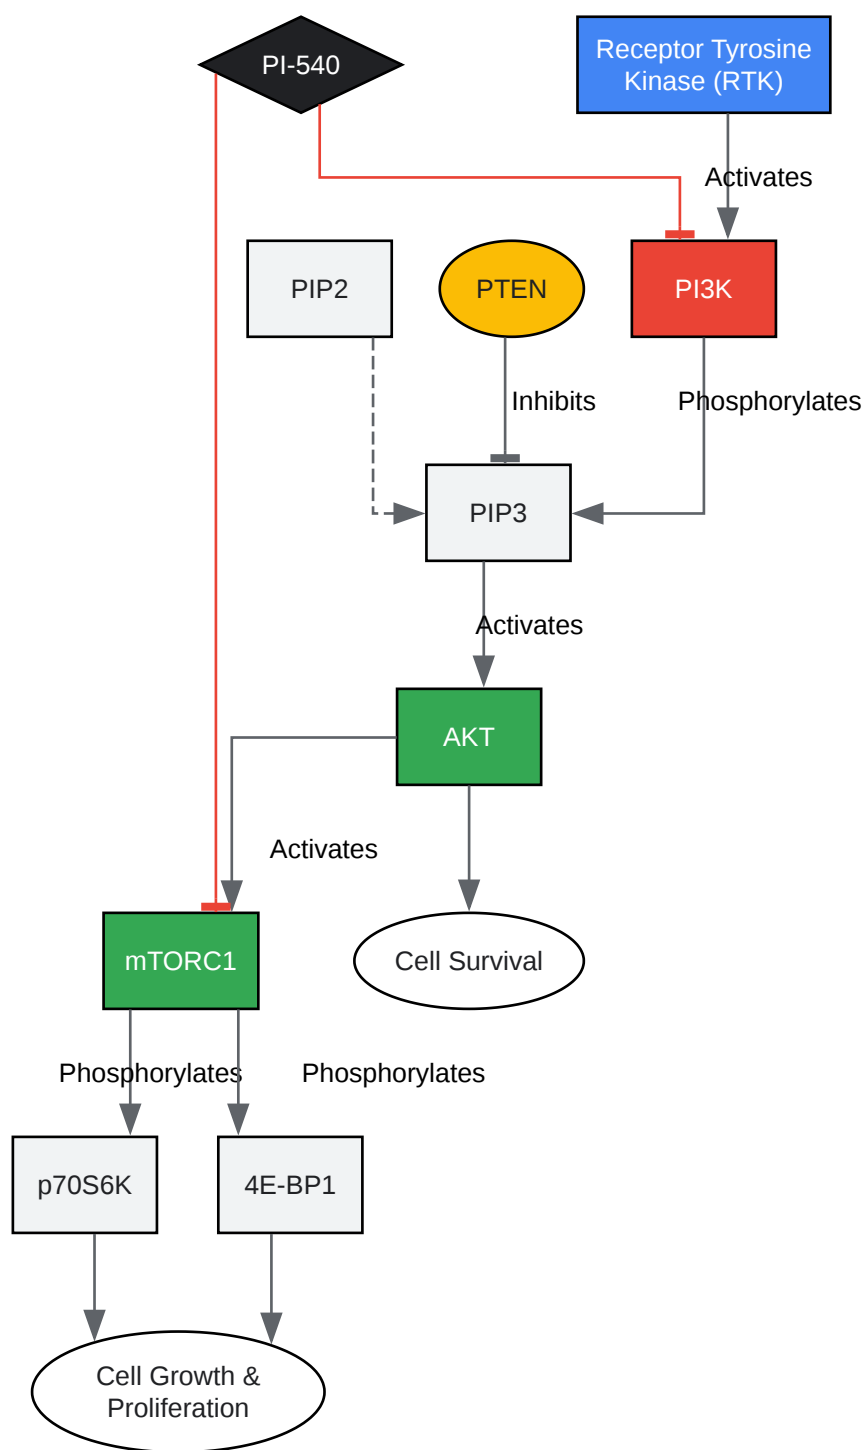 PI-540
Receptor Tyrosine
Kinase (RTK)
Activates
PIP2
PTEN
PI3K
Inhibits
Phosphorylates
PIP3
Activates
AKT
Activates
mTORC1
Cell Survival
Phosphorylates
Phosphorylates
p70S6K
4E-BP1
Cell Growth &
Proliferation